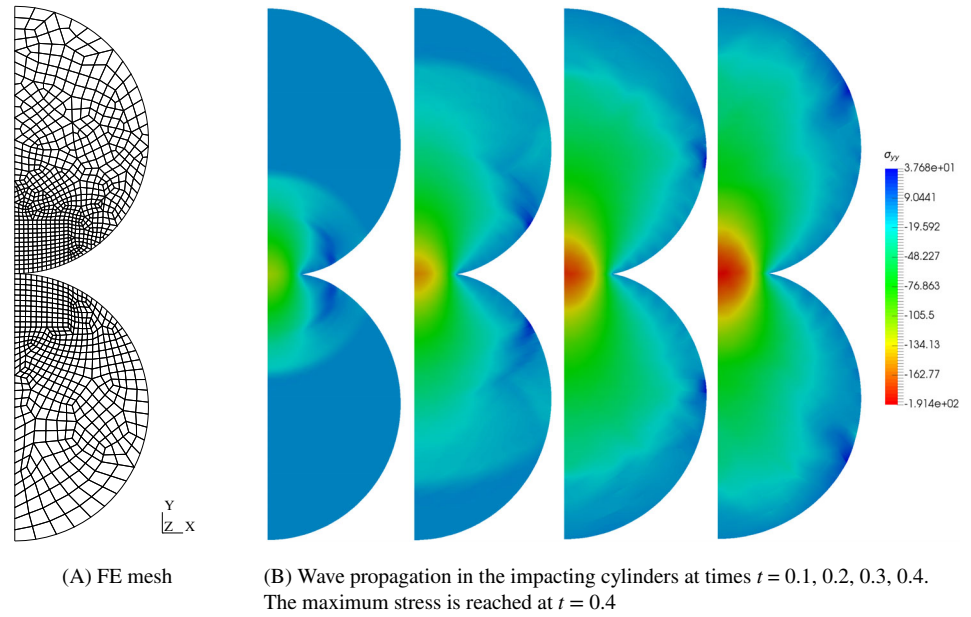 σyy
3.768e+01
9.0441
-19.592
-48.227
-76.863
-105.5
-134.13
-162.77
-1.914e+02
Y
Z X
(A) FE mesh
(B) Wave propagation in the impacting cylinders at times t = 0.1, 0.2, 0.3, 0.4.
The maximum stress is reached at t = 0.4